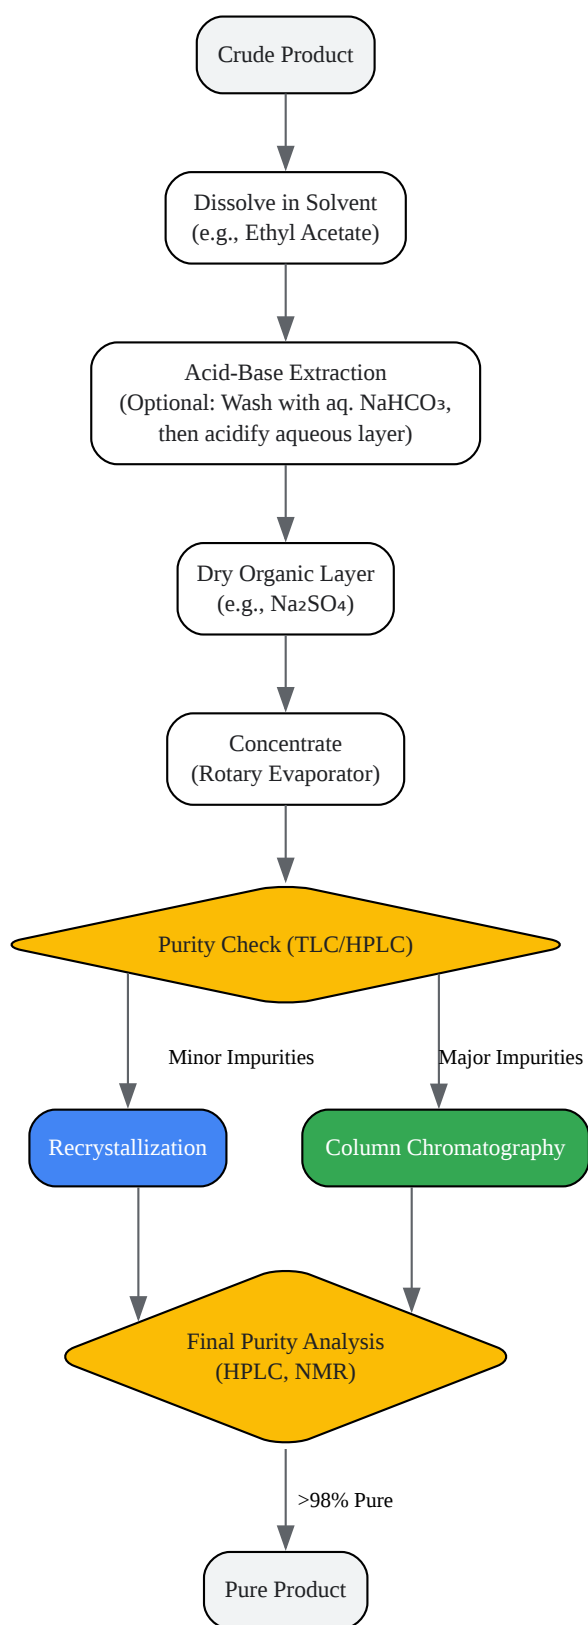 Crude Product
Dissolve in Solvent
(e.g., Ethyl Acetate)
Acid-Base Extraction
(Optional: Wash with aq. NaHCO₃,
then acidify aqueous layer)
Dry Organic Layer
(e.g., Na₂SO₄)
Concentrate
(Rotary Evaporator)
Purity Check (TLC/HPLC)
Minor Impurities
Major Impurities
Recrystallization
Column Chromatography
Final Purity Analysis
(HPLC, NMR)
>98% Pure
Pure Product